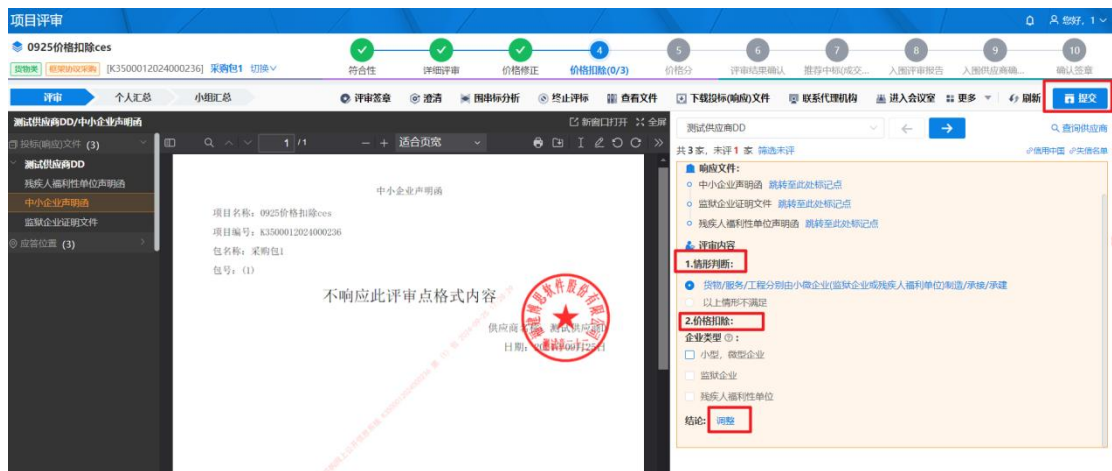 项目评审
您好，1
0925价格扣除ces
货物类 框架协议采购 [K3500012024000236] 采购包1 切换
符合性
详细评审
价格修正
4 价格扣除(0/3)
5 价格分
6 评审结果确认
7 推荐中标(成交...
8 入围评审报告
9 入围供应商确...
10 确认签章
评审 个人汇总 小组汇总
评审签章 澄清 围串标分析 终止评标 查看文件 下载投标(响应)文件 联系代理机构 进入会议室 更多 刷新 提交
测试供应商DD/中小企业声明函
新窗口打开 全屏
投标(响应)文件 (3)
1 /1 适合页宽
测试供应商DD
残疾人福利性单位声明函
中小企业声明函
监狱企业证明文件
应答位置 (3)
中小企业声明函
项目名称：0925价格扣除ces
项目编号：K3500012024000236
包名称：采购包1
包号：(1)
不响应此评审点格式内容
供应商
日期：
测试供应商DD
查询供应商
共 3 家，未评 1 家 筛选未评
信用中国 失信名单
响应文件：
中小企业声明函 跳转至此处标记点
监狱企业证明文件 跳转至此处标记点
残疾人福利性单位声明函 跳转至此处标记点
评审内容
1.情形判断：
货物/服务/工程分别由小微企业(监狱企业或残疾人福利单位)制造/承接/承建
以上情形不满足
2.价格扣除：
企业类型 ：
小型，微型企业
监狱企业
残疾人福利性单位
结论: 调整